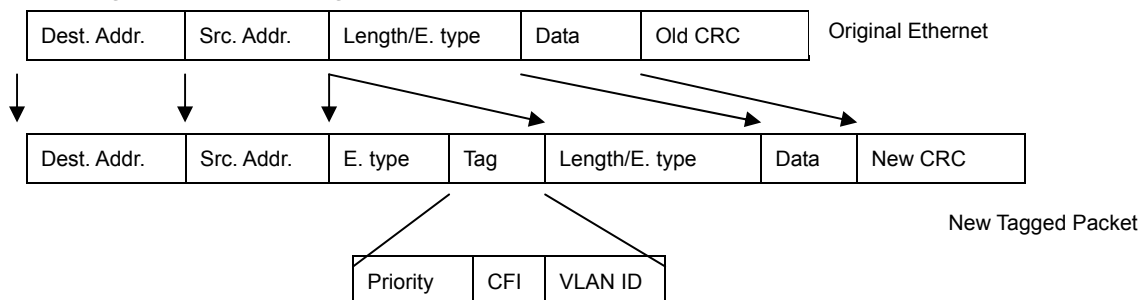 Dest. Addr. Src. Addr. Length/E. type Data Old CRC Original Ethernet
Dest. Addr. Src. Addr. E. type Tag Length/E. type Data New CRC
New Tagged Packet
Priority CFI VLAN ID